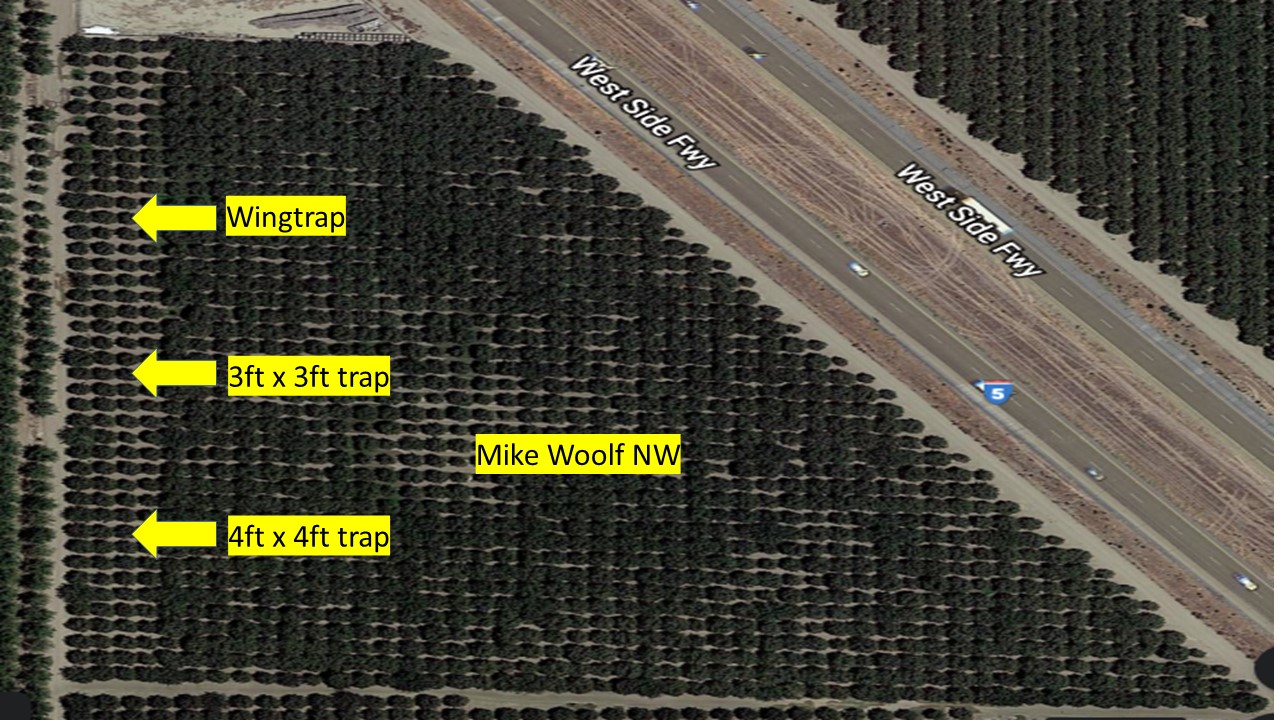 West Side Fwy
West Side Fwy
Wingtrap
3ft x 3ft trap
5
Mike Woolf NW
4ft x 4ft trap